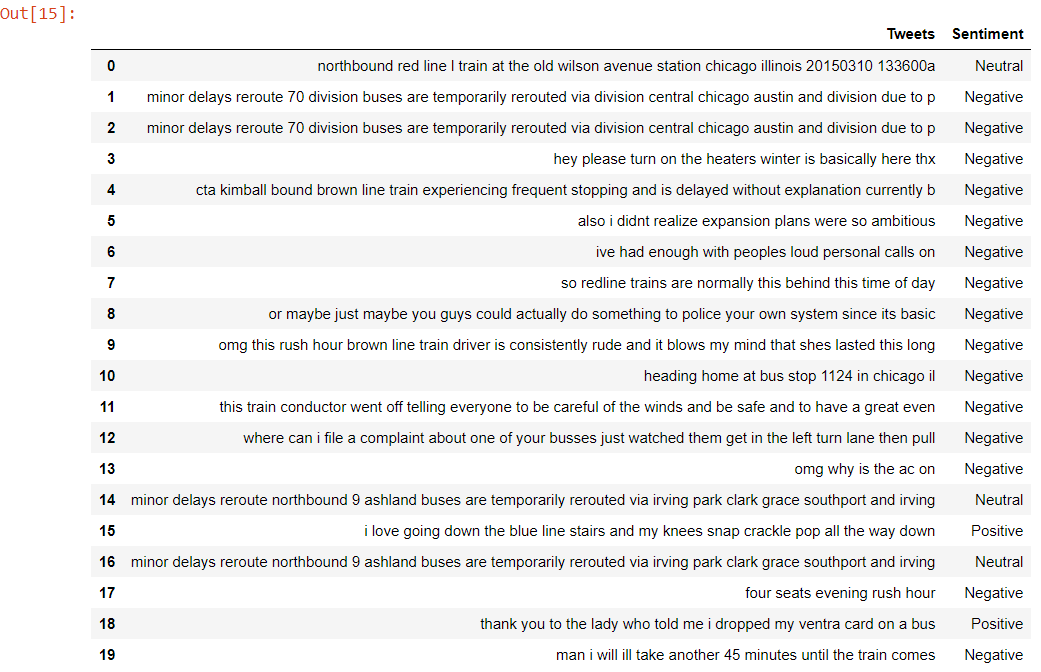 Out[15]:
Tweets Sentiment
0 northbound red line l train at the old wilson avenue station chicago illinois 20150310 133600a Neutral
1 minor delays reroute 70 division buses are temporarily rerouted via division central chicago austin and division due to p Negative
2 minor delays reroute 70 division buses are temporarily rerouted via division central chicago austin and division due to p Negative
3 hey please turn on the heaters winter is basically here thx Negative
4 cta kimball bound brown line train experiencing frequent stopping and is delayed without explanation currently b Negative
5 also i didnt realize expansion plans were so ambitious Negative
6 ive had enough with peoples loud personal calls on Negative
7 so redline trains are normally this behind this time of day Negative
8 or maybe just maybe you guys could actually do something to police your own system since its basic Negative
9 omg this rush hour brown line train driver is consistently rude and it blows my mind that shes lasted this long Negative
10 heading home at bus stop 1124 in chicago il Negative
11 this train conductor went off telling everyone to be careful of the winds and be safe and to have a great even Negative
12 where can i file a complaint about one of your busses just watched them get in the left turn lane then pull Negative
13 omg why is the ac on Negative
14 minor delays reroute northbound 9 ashland buses are temporarily rerouted via irving park clark grace southport and irving Neutral
15 i love going down the blue line stairs and my knees snap crackle pop all the way down Positive
16 minor delays reroute northbound 9 ashland buses are temporarily rerouted via irving park clark grace southport and irving Neutral
17 four seats evening rush hour Negative
18 thank you to the lady who told me i dropped my ventra card on a bus Positive
19 man i will ill take another 45 minutes until the train comes Negative